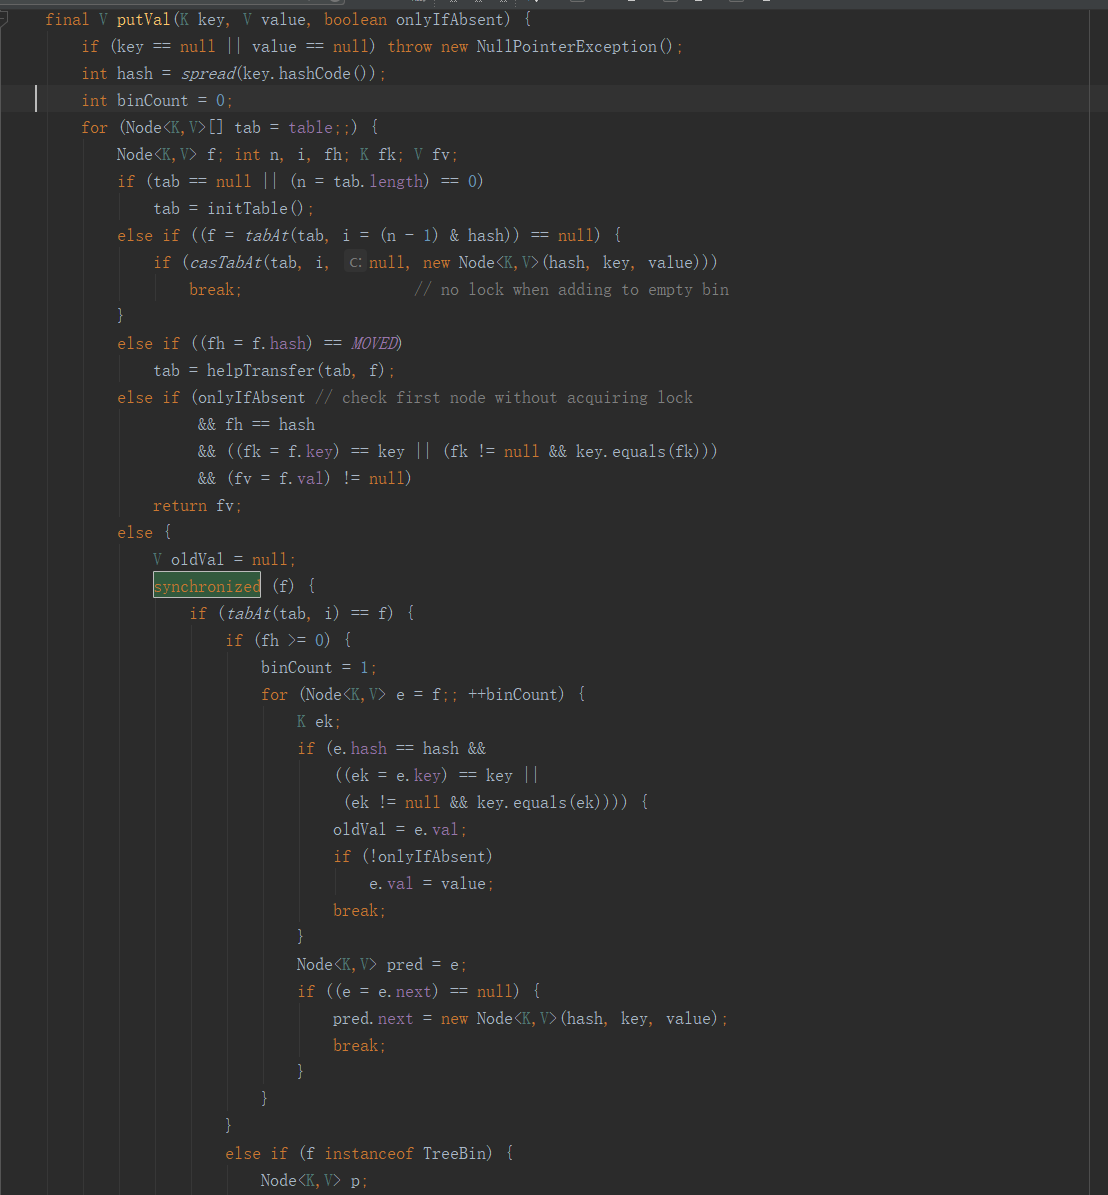 final V putVal(K key, V value, boolean onlyIfAbsent) {
if (key == null || value == null) throw new NullPointerException();
int hash = spread(key.hashCode());
int binCount = 0;
for (Node<K,V>[] tab = table;;) {
Node<K,V> f; int n, i, fh; K fk; V fv;
if (tab == null || (n = tab.length) == 0)
tab = initTable();
else if ((f = tabAt(tab, i = (n - 1) & hash)) == null) {
if (casTabAt(tab, i, c: null, new Node<K,V>(hash, key, value)))
break; // no lock when adding to empty bin
}
else if ((fh = f.hash) == MOVED)
tab = helpTransfer(tab, f);
else if (onlyIfAbsent // check first node without acquiring lock
&& fh == hash
&& ((fk = f.key) == key || (fk != null && key.equals(fk)))
&& (fv = f.val) != null)
return fv;
else {
V oldVal = null;
synchronized (f) {
if (tabAt(tab, i) == f) {
if (fh >= 0) {
binCount = 1;
for (Node<K,V> e = f;; ++binCount) {
K ek;
if (e.hash == hash &&
((ek = e.key) == key ||
(ek != null && key.equals(ek)))) {
oldVal = e.val;
if (!onlyIfAbsent)
e.val = value;
break;
}
Node<K,V> pred = e;
if ((e = e.next) == null) {
pred.next = new Node<K,V>(hash, key, value);
break;
}
}
}
else if (f instanceof TreeBin) {
Node<K,V> p;